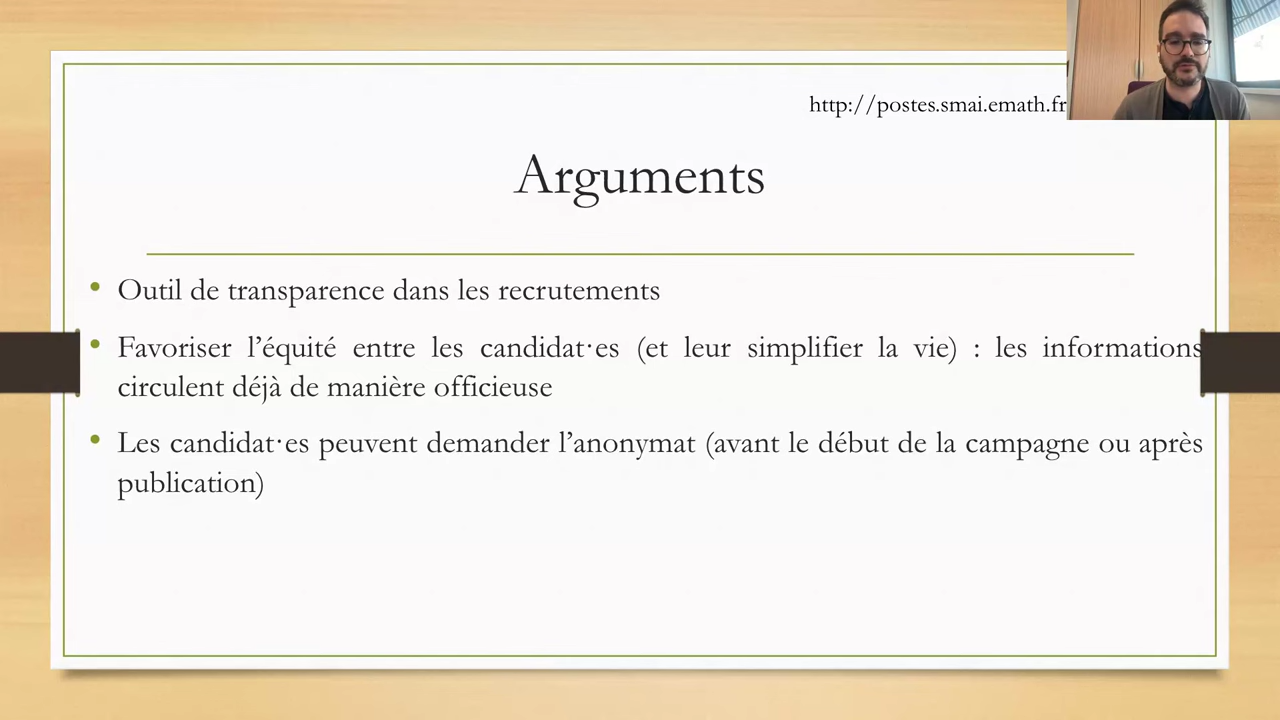 http://postes.smai.emath.fr
Arguments
• Outil de transparence dans les recrutements
• Favoriser l’équité entre les candidat·es (et leur simplifier la vie) : les informations
circulent déjà de manière officieuse
• Les candidat·es peuvent demander l’anonymat (avant le début de la campagne ou après
publication)